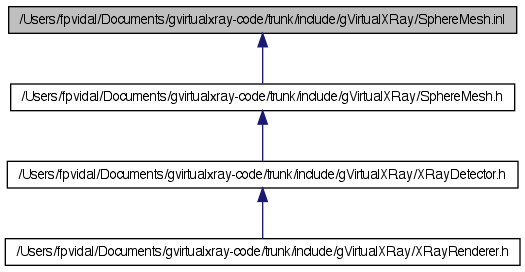 /Users/fpvidal/Documents/gvirtualxray-code/trunk/include/gVirtualXRay/SphereMesh.inl
/Users/fpvidal/Documents/gvirtualxray-code/trunk/include/gVirtualXRay/SphereMesh.h
/Users/fpvidal/Documents/gvirtualxray-code/trunk/include/gVirtualXRay/XRayDetector.h
/Users/fpvidal/Documents/gvirtualxray-code/trunk/include/gVirtualXRay/XRayRenderer.h